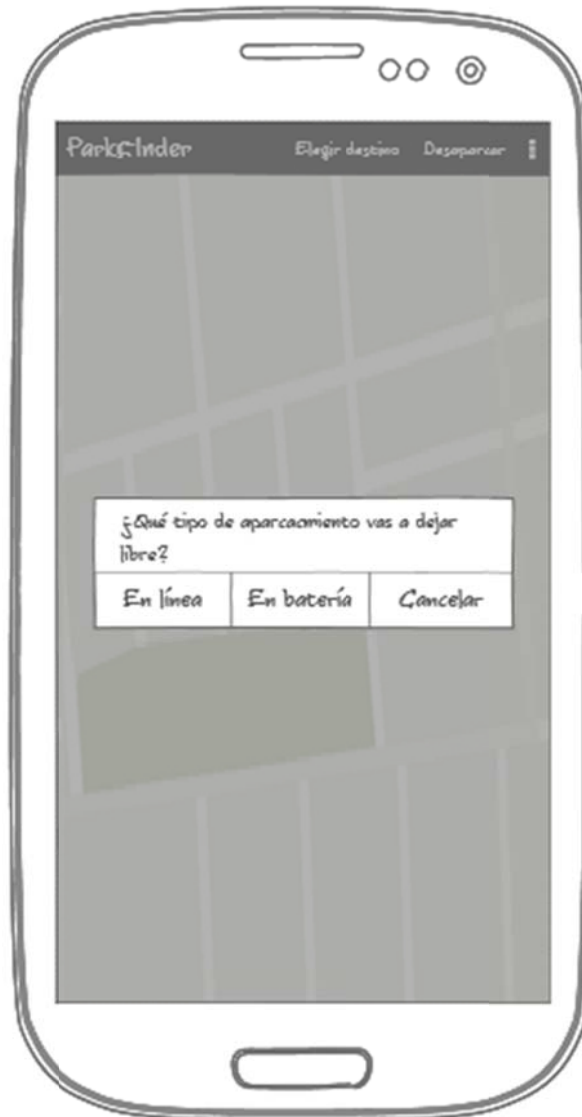 ParkFinder Elegir destino Desaparcar
¿Qué tipo de aparcamiento vas a dejar
libre?
En línea En batería Cancelar